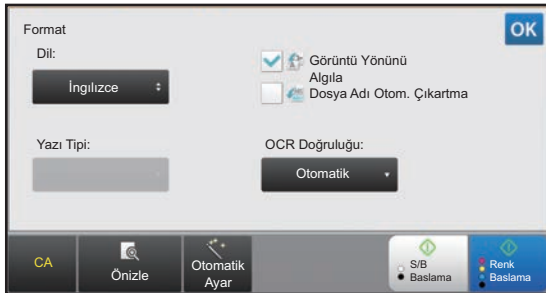 Format
OK
Dil:
İngılızce
Görüntü Yönünü
Algıla
Dosya Adı Otom. Çıkartma
Yazı Tipi:
OCR Doğruluğu:
Otomatik
CA
Önizle
Otomatik
Ayar
S/B
Baslama
Renk
Baslama